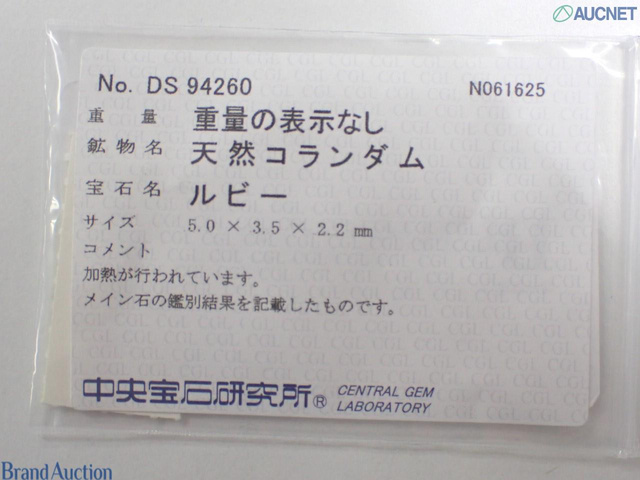 AUCNET
No. DS 94260 N061625
重量 重量の表示なし
鉱物名 天然コランダム
宝石名 ルビー
サイズ 5.0 × 3.5 × 2.2 mm
コメント
加熱が行われています。
メイン石の鑑別結果を記載したものです。
中央宝石研究所® CENTRAL GEM
LABORATORY
Brand Auction